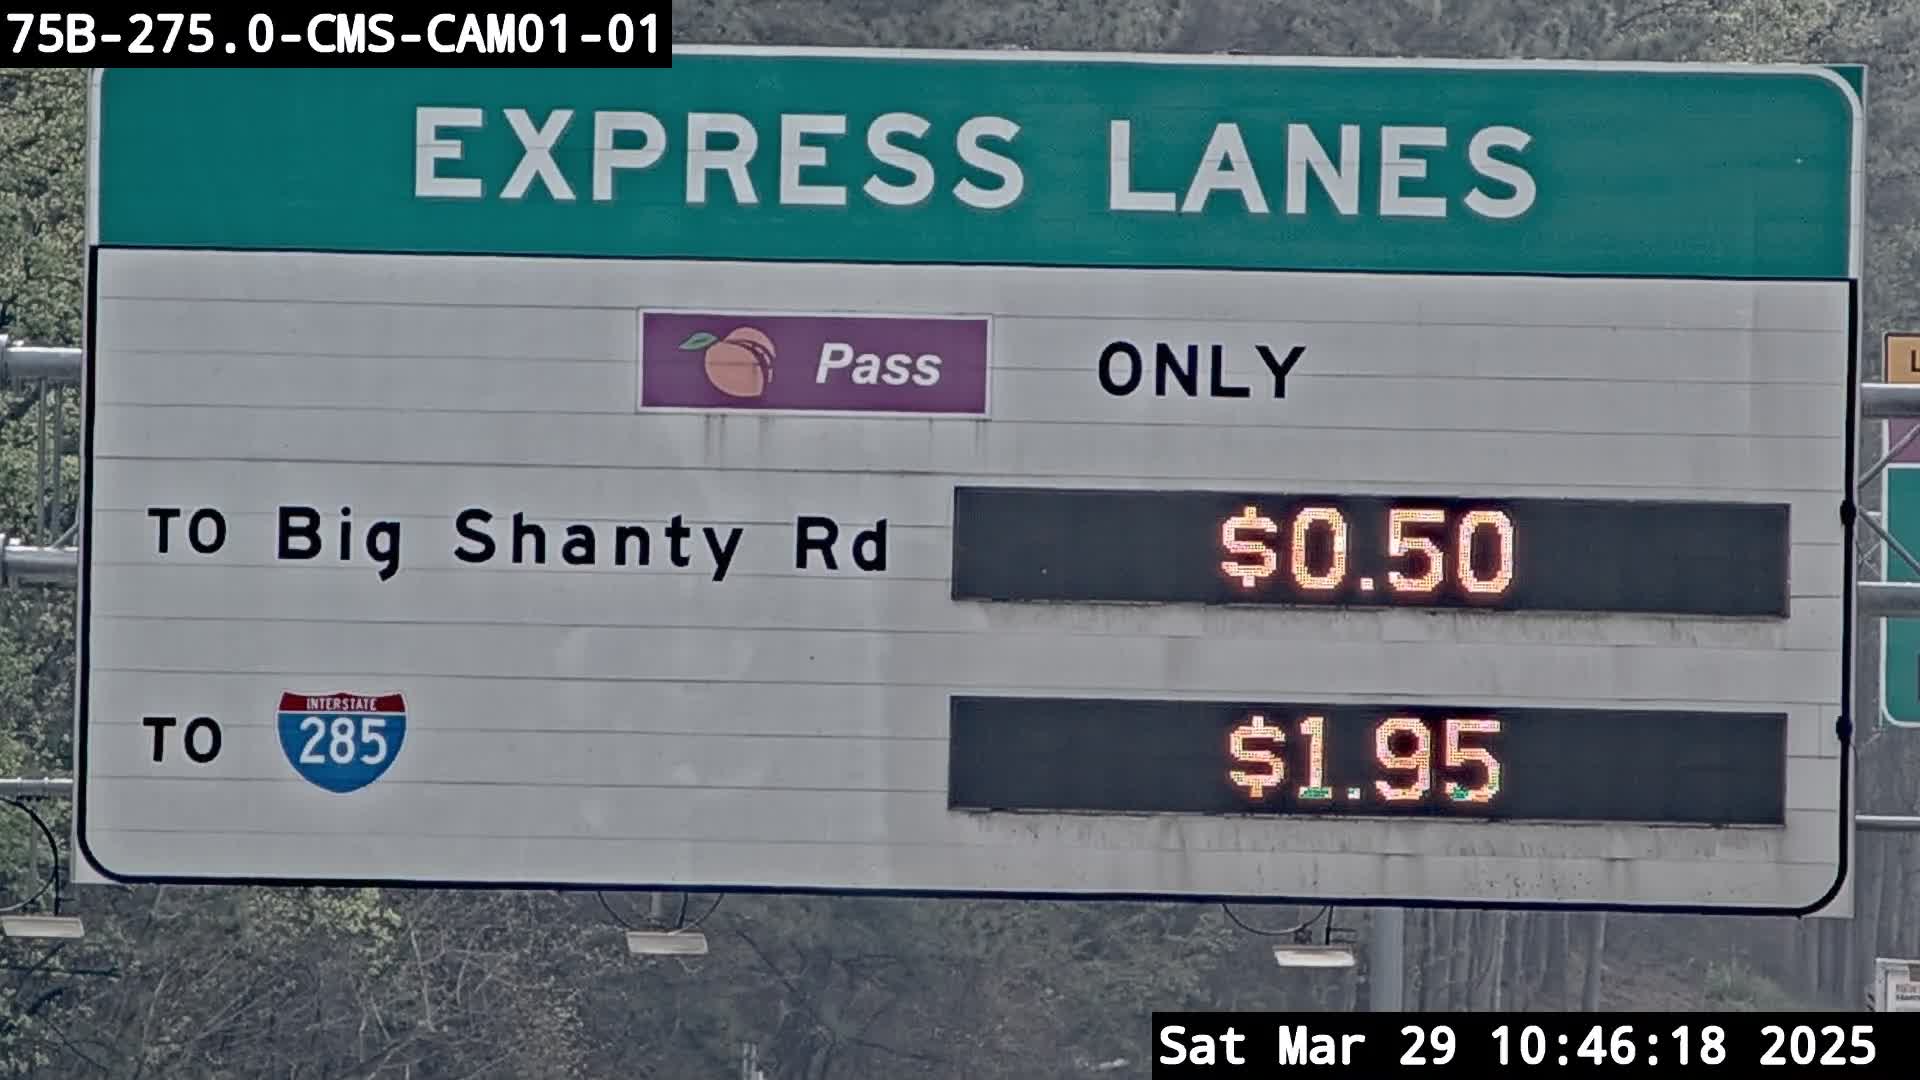 75B-275.0-CMS-CAM01-01
EXPRESS LANES
Pass ONLY
TO Big Shanty Rd $0.50
TO INTERSTATE 285 $1.95
Sat Mar 29 10:46:18 2025